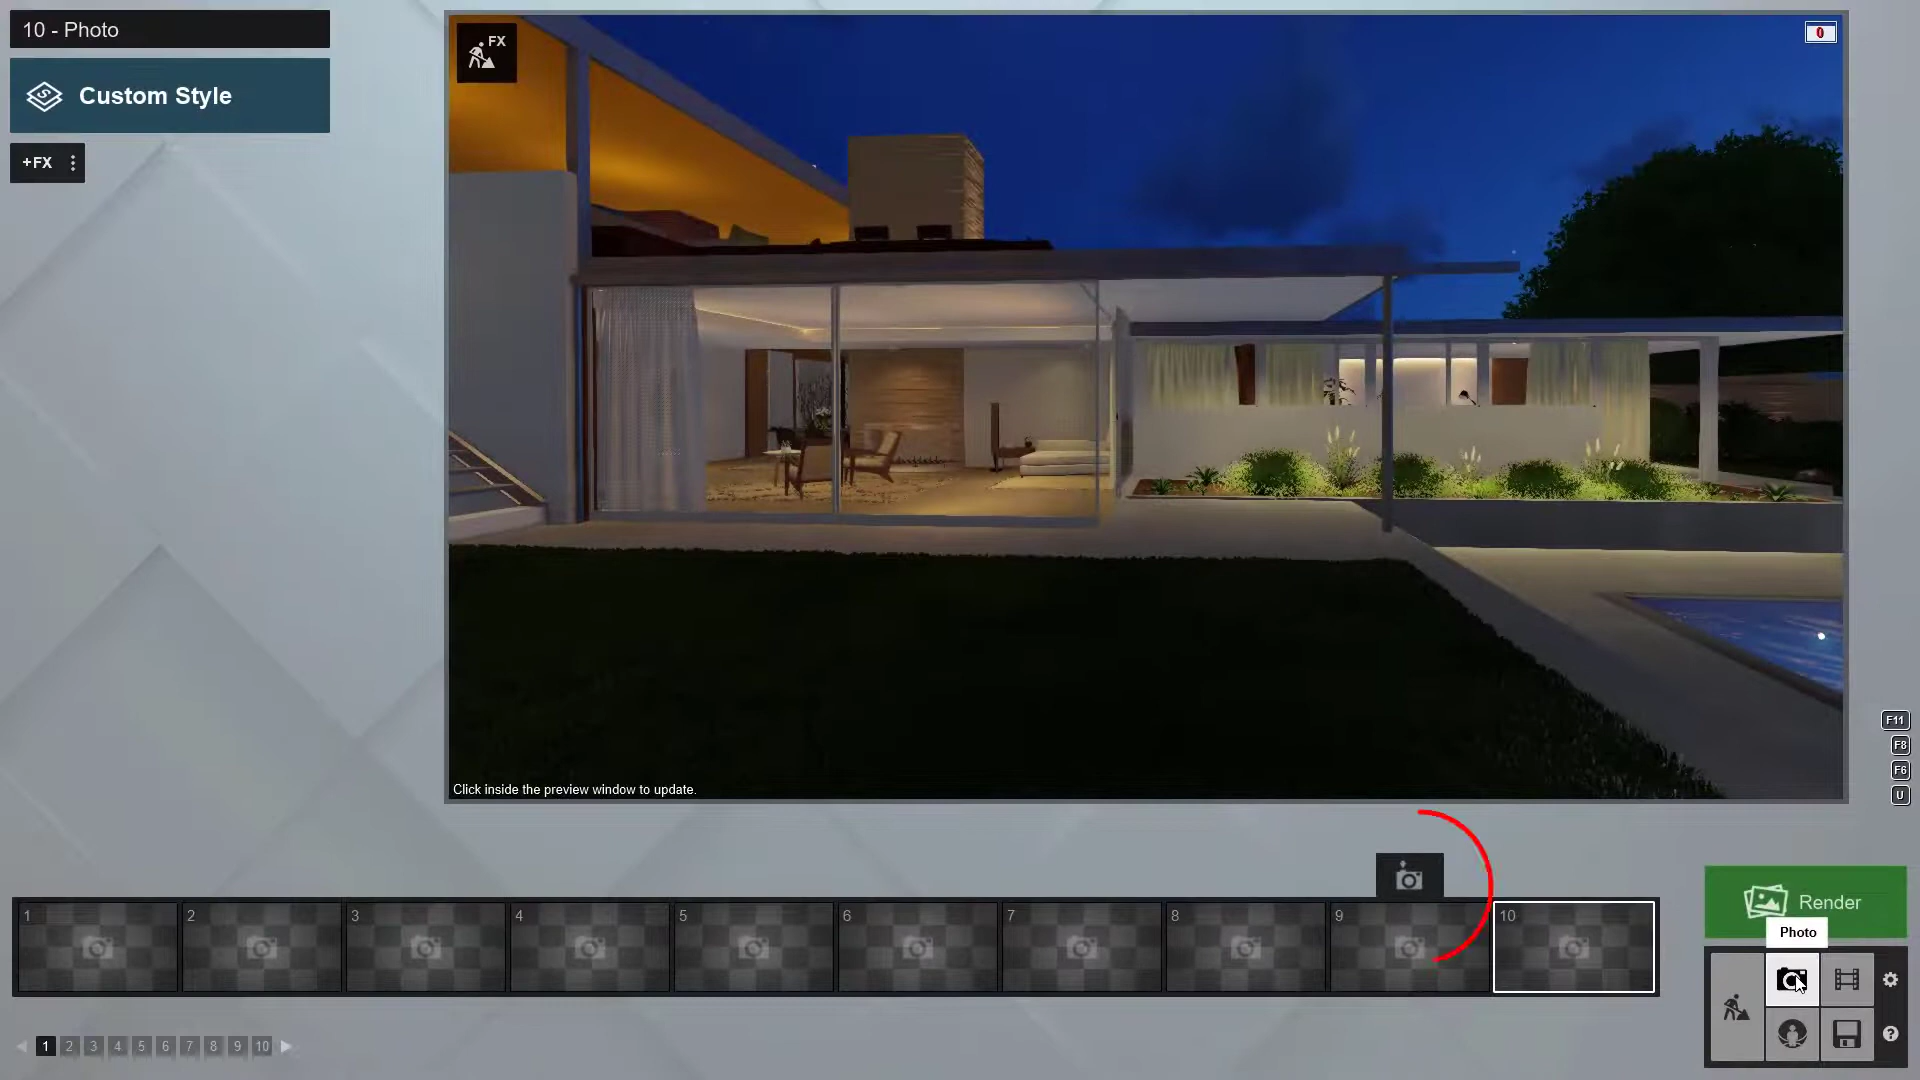 10 - Photo
Custom Style
+FX
FX
0
Click inside the preview window to update.
F11
F8
F6
U
1 2 3 4 5 6 7 8 9 10
Render
Photo
1 2 3 4 5 6 7 8 9 10
?